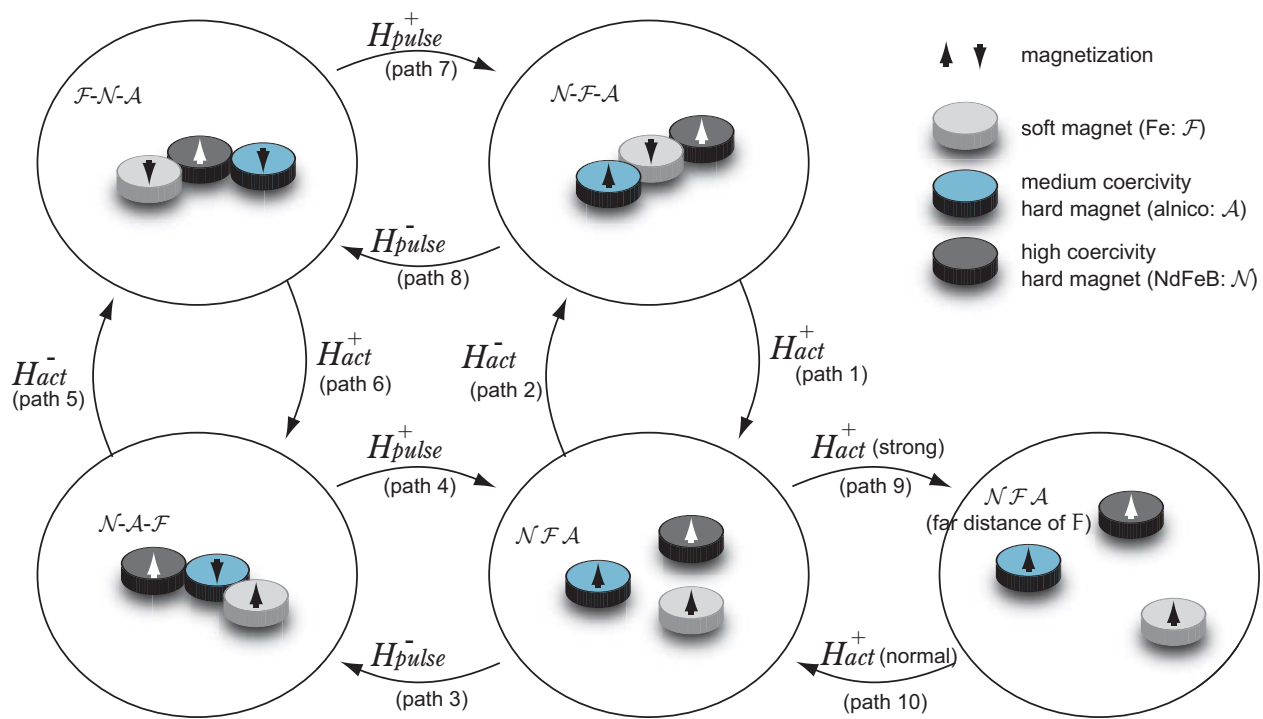 H+pulse
(path 7)
F-N-A
N-F-A
H-pulse
(path 8)
magnetization
soft magnet (Fe: F)
medium coercivity
hard magnet (alnico: A)
high coercivity
hard magnet (NdFeB: N)
H-act
(path 5)
H+act
(path 6)
H-act
(path 2)
H+act
(path 1)
H+pulse
(path 4)
H+act (strong)
(path 9)
N-A-F
N F A
N F A
(far distance of F)
H-pulse
(path 3)
H+act (normal)
(path 10)